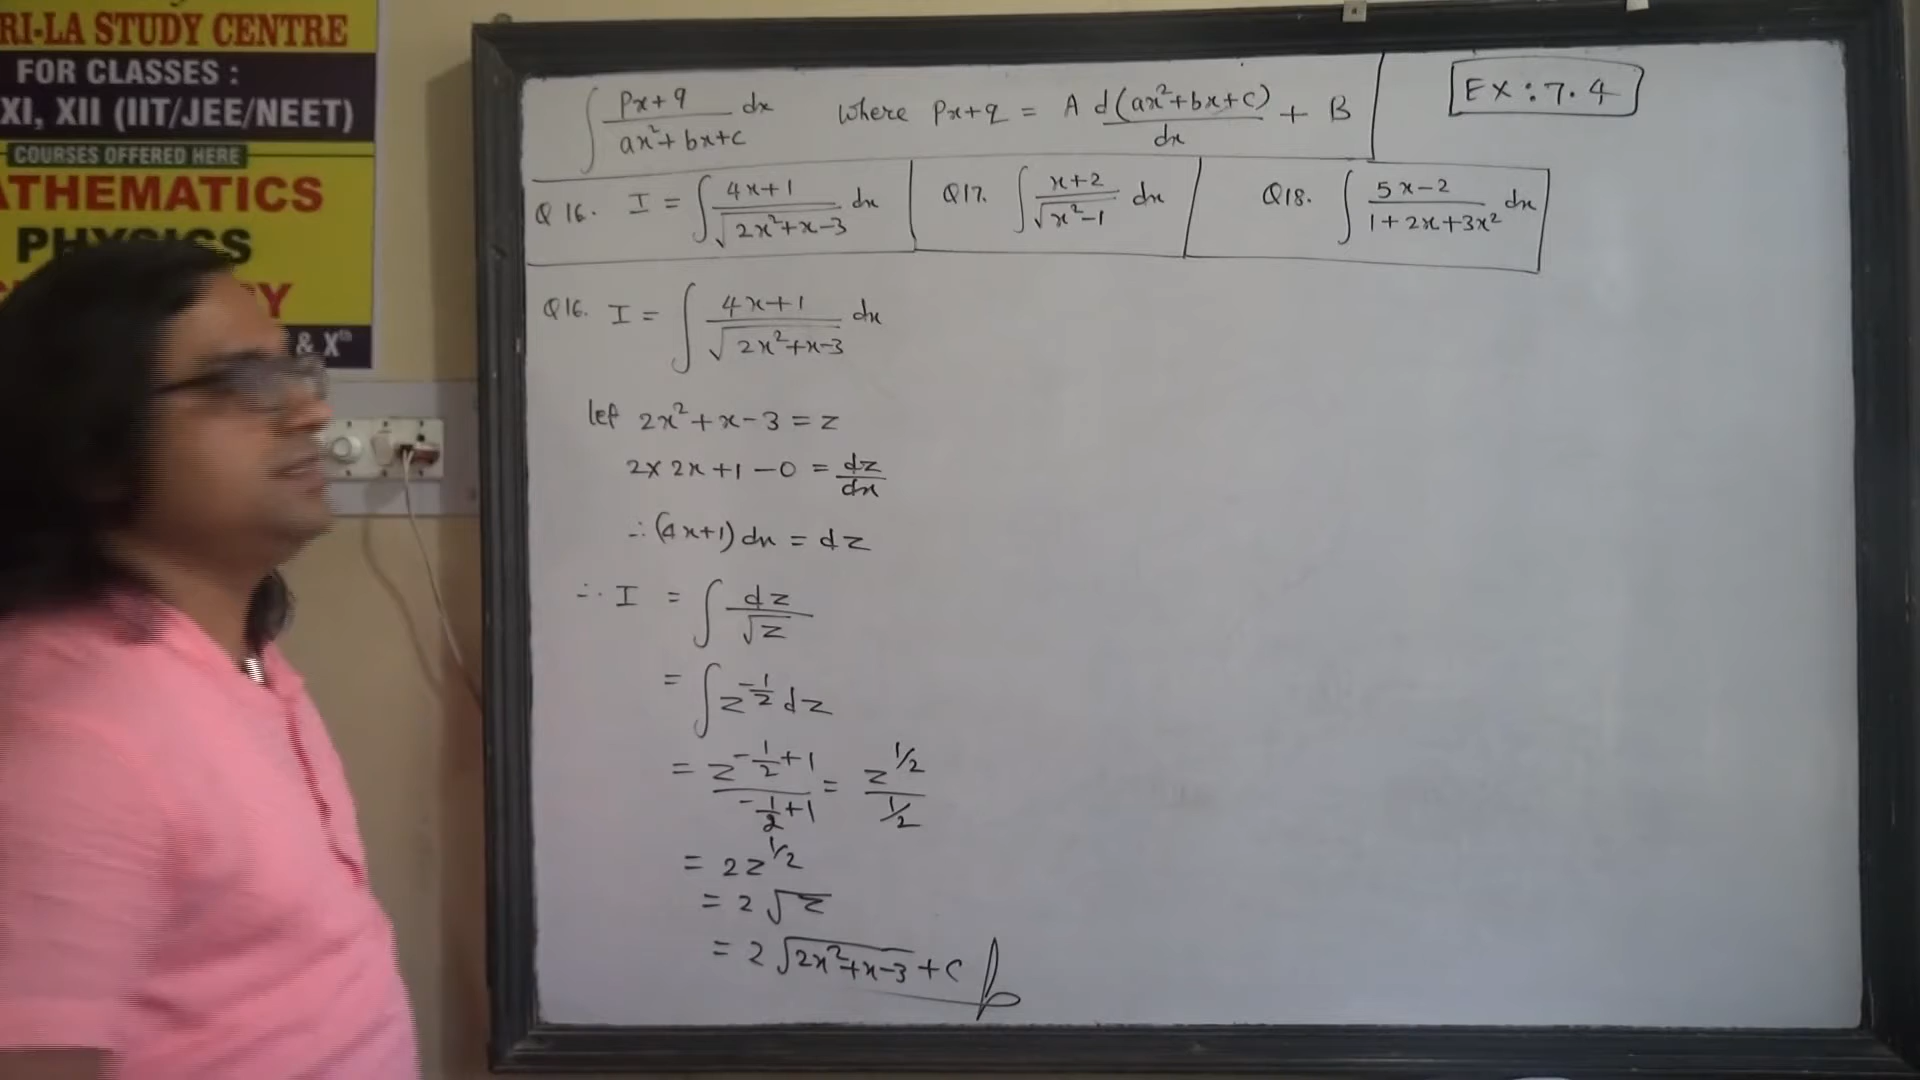 RI-LA STUDY CENTRE
FOR CLASSES :
XI, XII (IIT/JEE/NEET)
COURSES OFFERED HERE
ATHEMATICS
PHYSICS
Y
& Xth
∫ Px+q / ax²+bx+c dx where Px+q = A d(ax²+bx+c)/dx + B
EX : 7.4
Q 16. I = ∫ 4x+1 / √2x²+x-3 dx
Q17. ∫ x+2 / √x²-1 dx
Q18. ∫ 5x-2 / 1+2x+3x² dx
Q16. I = ∫ 4x+1 / √2x²+x-3 dx
let 2x²+x-3 = z
2x 2x+1-0 = dz/dx
∴ (4x+1)dx = dz
∴ I = ∫ dz/√z
= ∫ z^-1/2 dz
= z^-1/2+1 / -1/2+1 = z^1/2 / 1/2
= 2z^1/2
= 2√z
= 2√2x²+x-3 + c